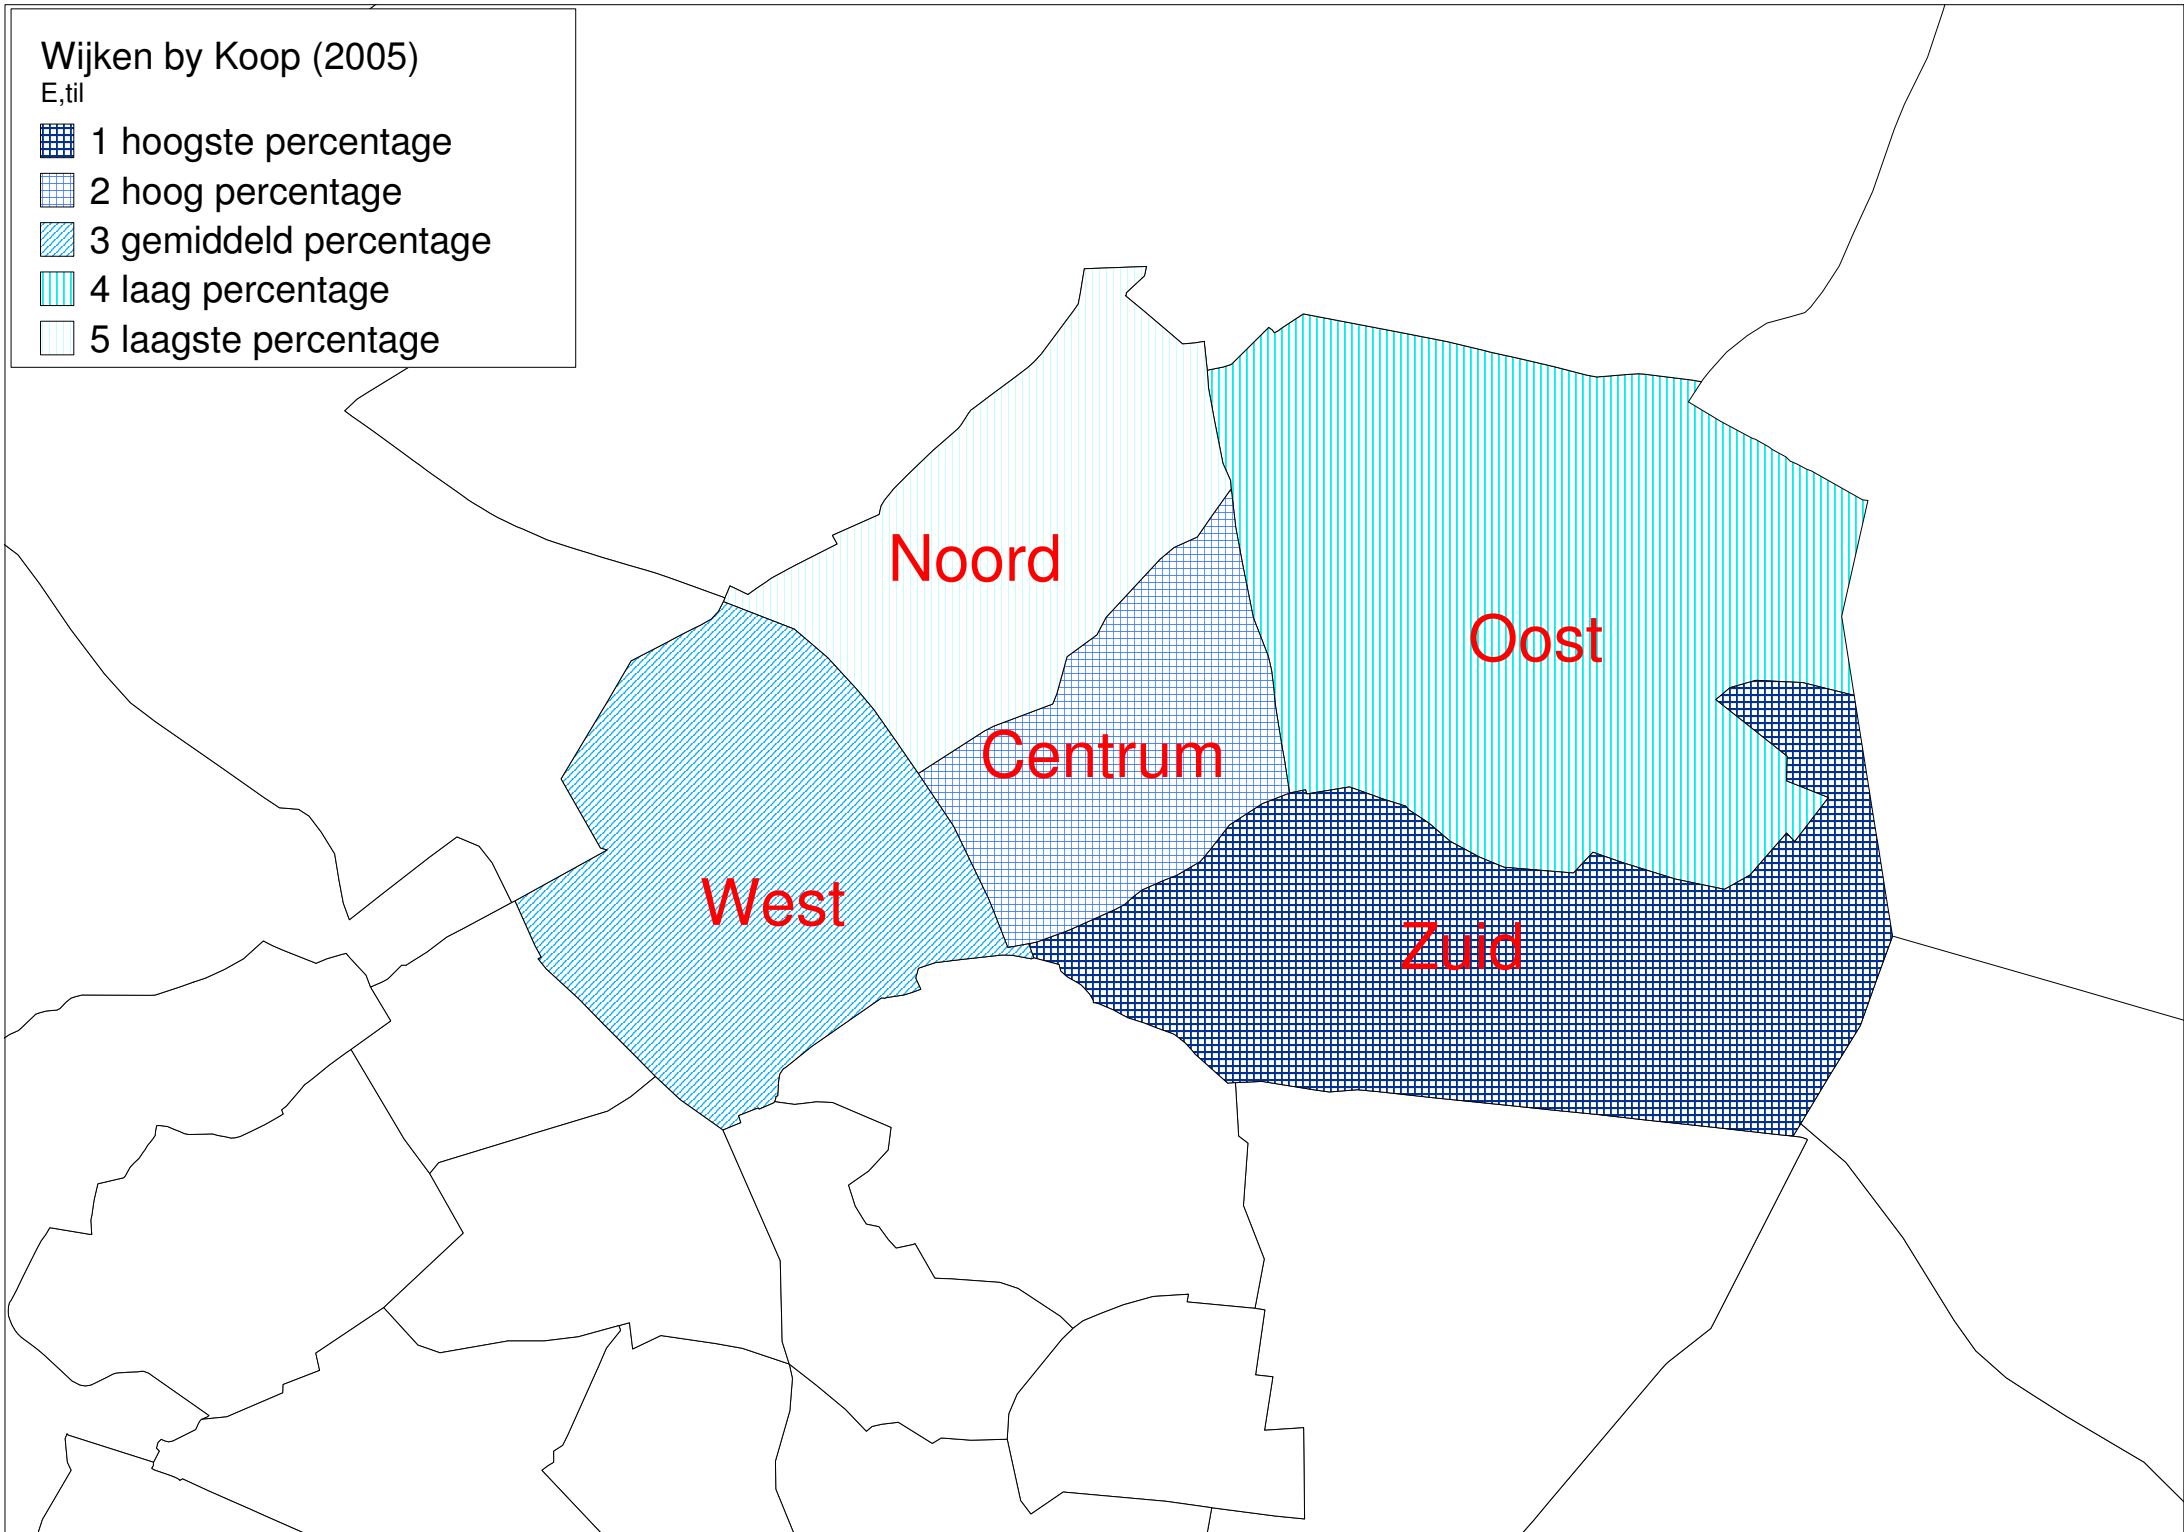 Wijken by Koop (2005)
E,til
1 hoogste percentage
2 hoog percentage
3 gemiddeld percentage
4 laag percentage
5 laagste percentage
Noord
Oost
Centrum
West
Zuid